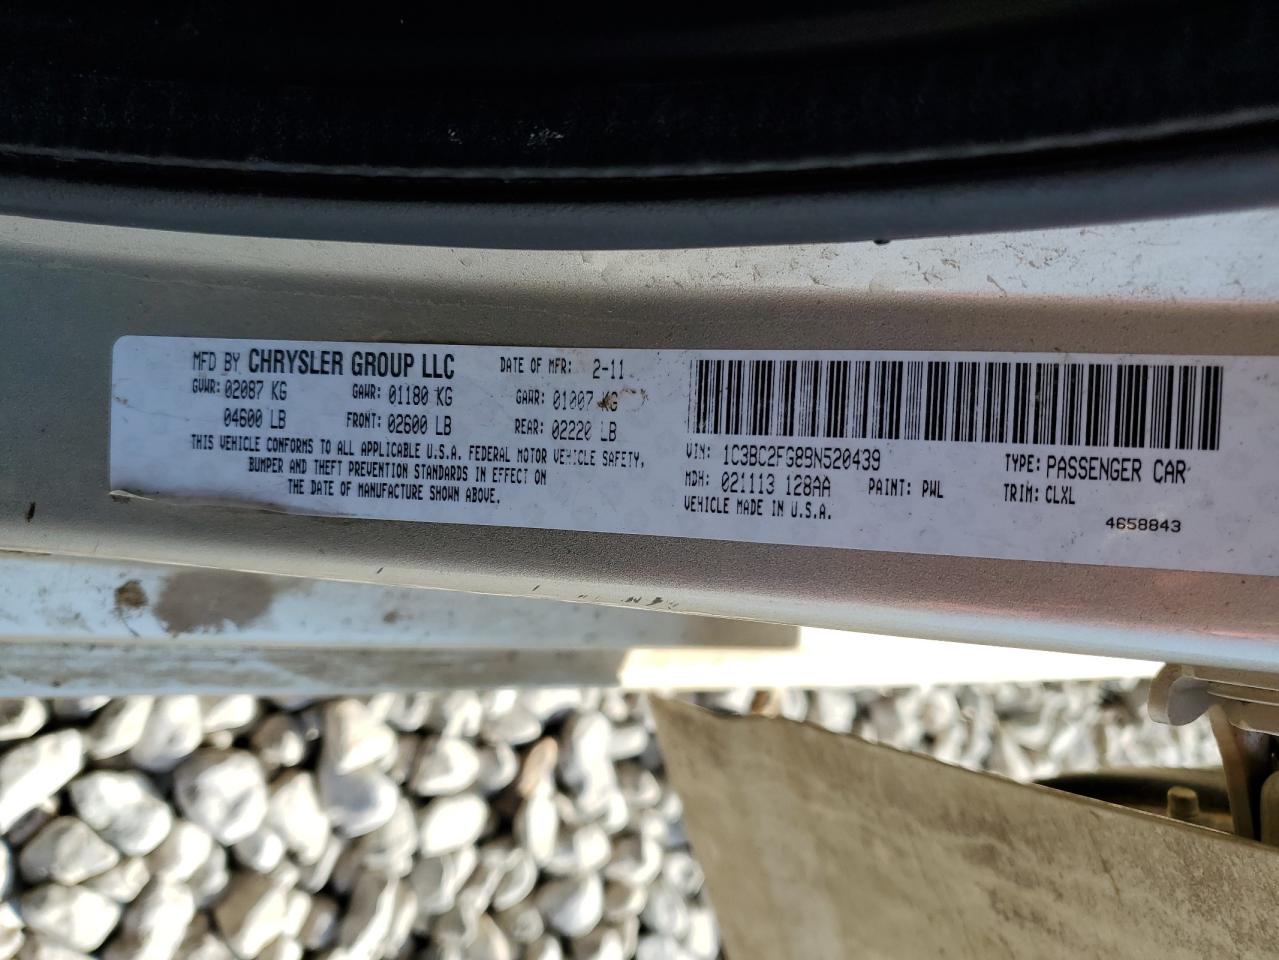 MFD BY CHRYSLER GROUP LLC DATE OF MFR: 2-11
GVWR: 02087 KG GAWR: 01180 KG GAWR: 01007 KG
04600 LB FRONT: 02600 LB REAR: 02220 LB
THIS VEHICLE CONFORMS TO ALL APPLICABLE U.S.A. FEDERAL MOTOR VEHICLE SAFETY,
BUMPER AND THEFT PREVENTION STANDARDS IN EFFECT ON
THE DATE OF MANUFACTURE SHOWN ABOVE.
VIN: 1C3BC2FG89N520439 TYPE: PASSENGER CAR
MDH: 021113 128AA PAINT: PWL TRIM: CLXL
VEHICLE MADE IN U.S.A.
4658843